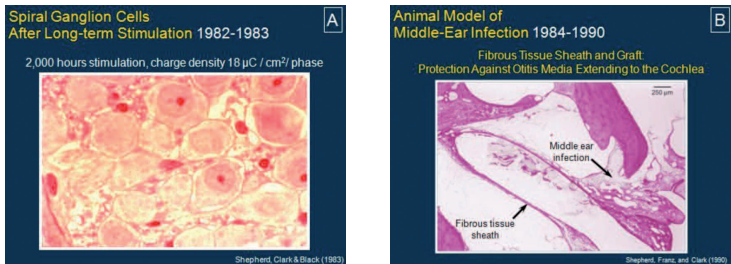 Spiral Ganglion Cells
After Long-term Stimulation 1982-1983
A
2,000 hours stimulation, charge density 18 µC / cm²/ phase
Shepherd, Clark & Black (1983)
Animal Model of
Middle-Ear Infection 1984-1990
B
Fibrous Tissue Sheath and Graft:
Protection Against Otitis Media Extending to the Cochlea
250 µm
Middle ear
infection
Fibrous tissue
sheath
Shepherd, Franz, and Clark (1990)